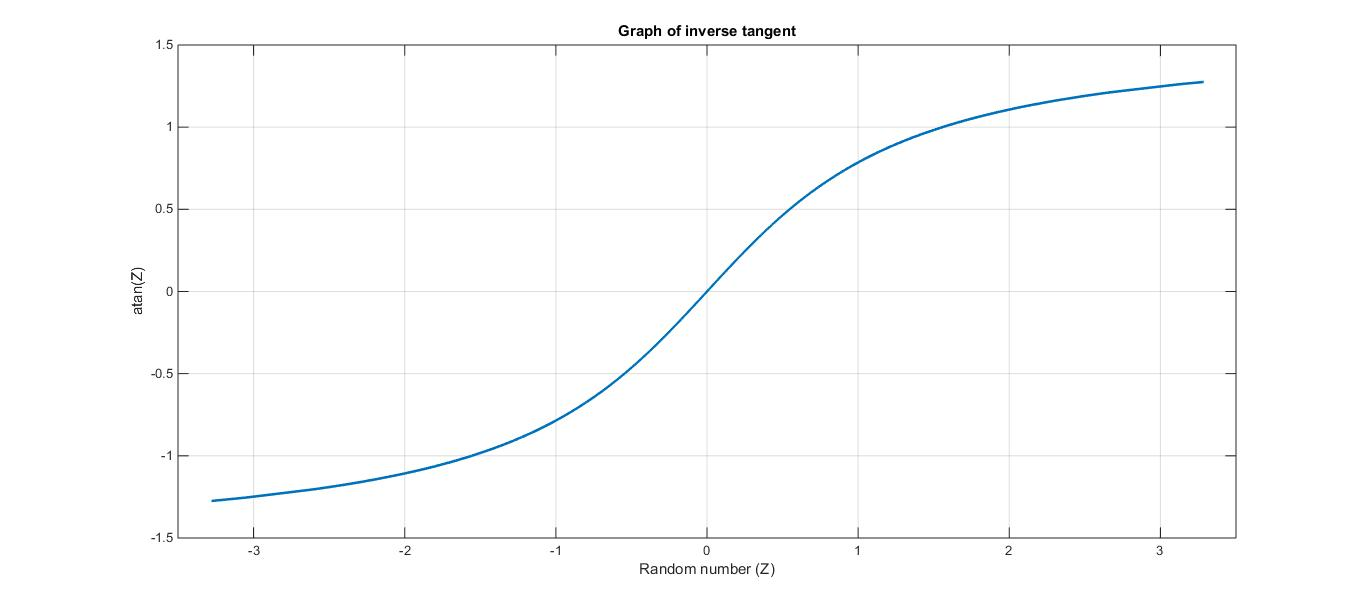 Graph of inverse tangent
1.5
1
0.5
0
-0.5
-1
-1.5
atan(Z)
-3 -2 -1 0 1 2 3
Random number (Z)